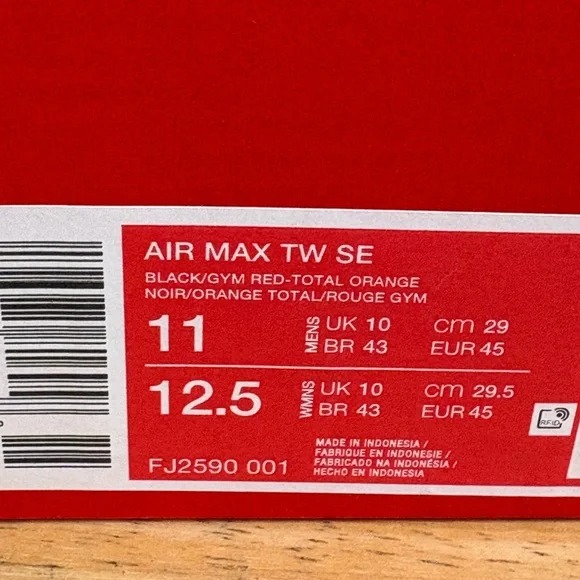 AIR MAX TW SE
BLACK/GYM RED-TOTAL ORANGE
NOIR/ORANGE TOTAL/ROUGE GYM
11 MENS UK 10 cm 29
BR 43 EUR 45
12.5 WMNS UK 10 cm 29.5
BR 43 EUR 45
RFID
FJ2590 001
MADE IN INDONESIA /
FABRIQUE EN INDONESIE /
FABRICADO NA INDONÉSIA /
HECHO EN INDONESIA